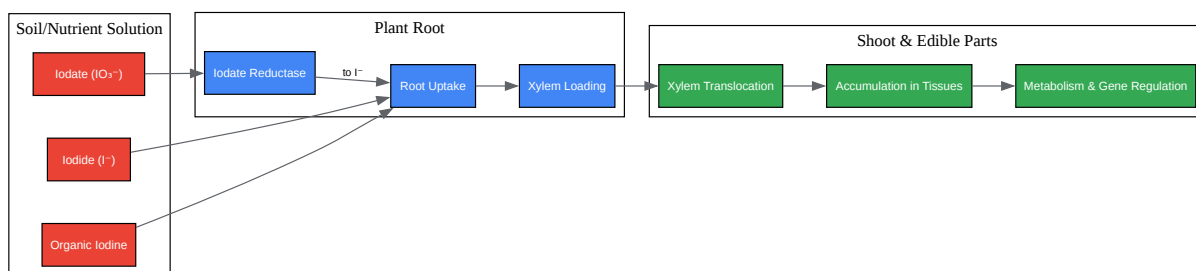 Soil/Nutrient Solution
Iodate (IO₃⁻)
Iodide (I⁻)
Organic Iodine
Plant Root
Iodate Reductase
to I⁻
Root Uptake
Xylem Loading
Shoot & Edible Parts
Xylem Translocation
Accumulation in Tissues
Metabolism & Gene Regulation